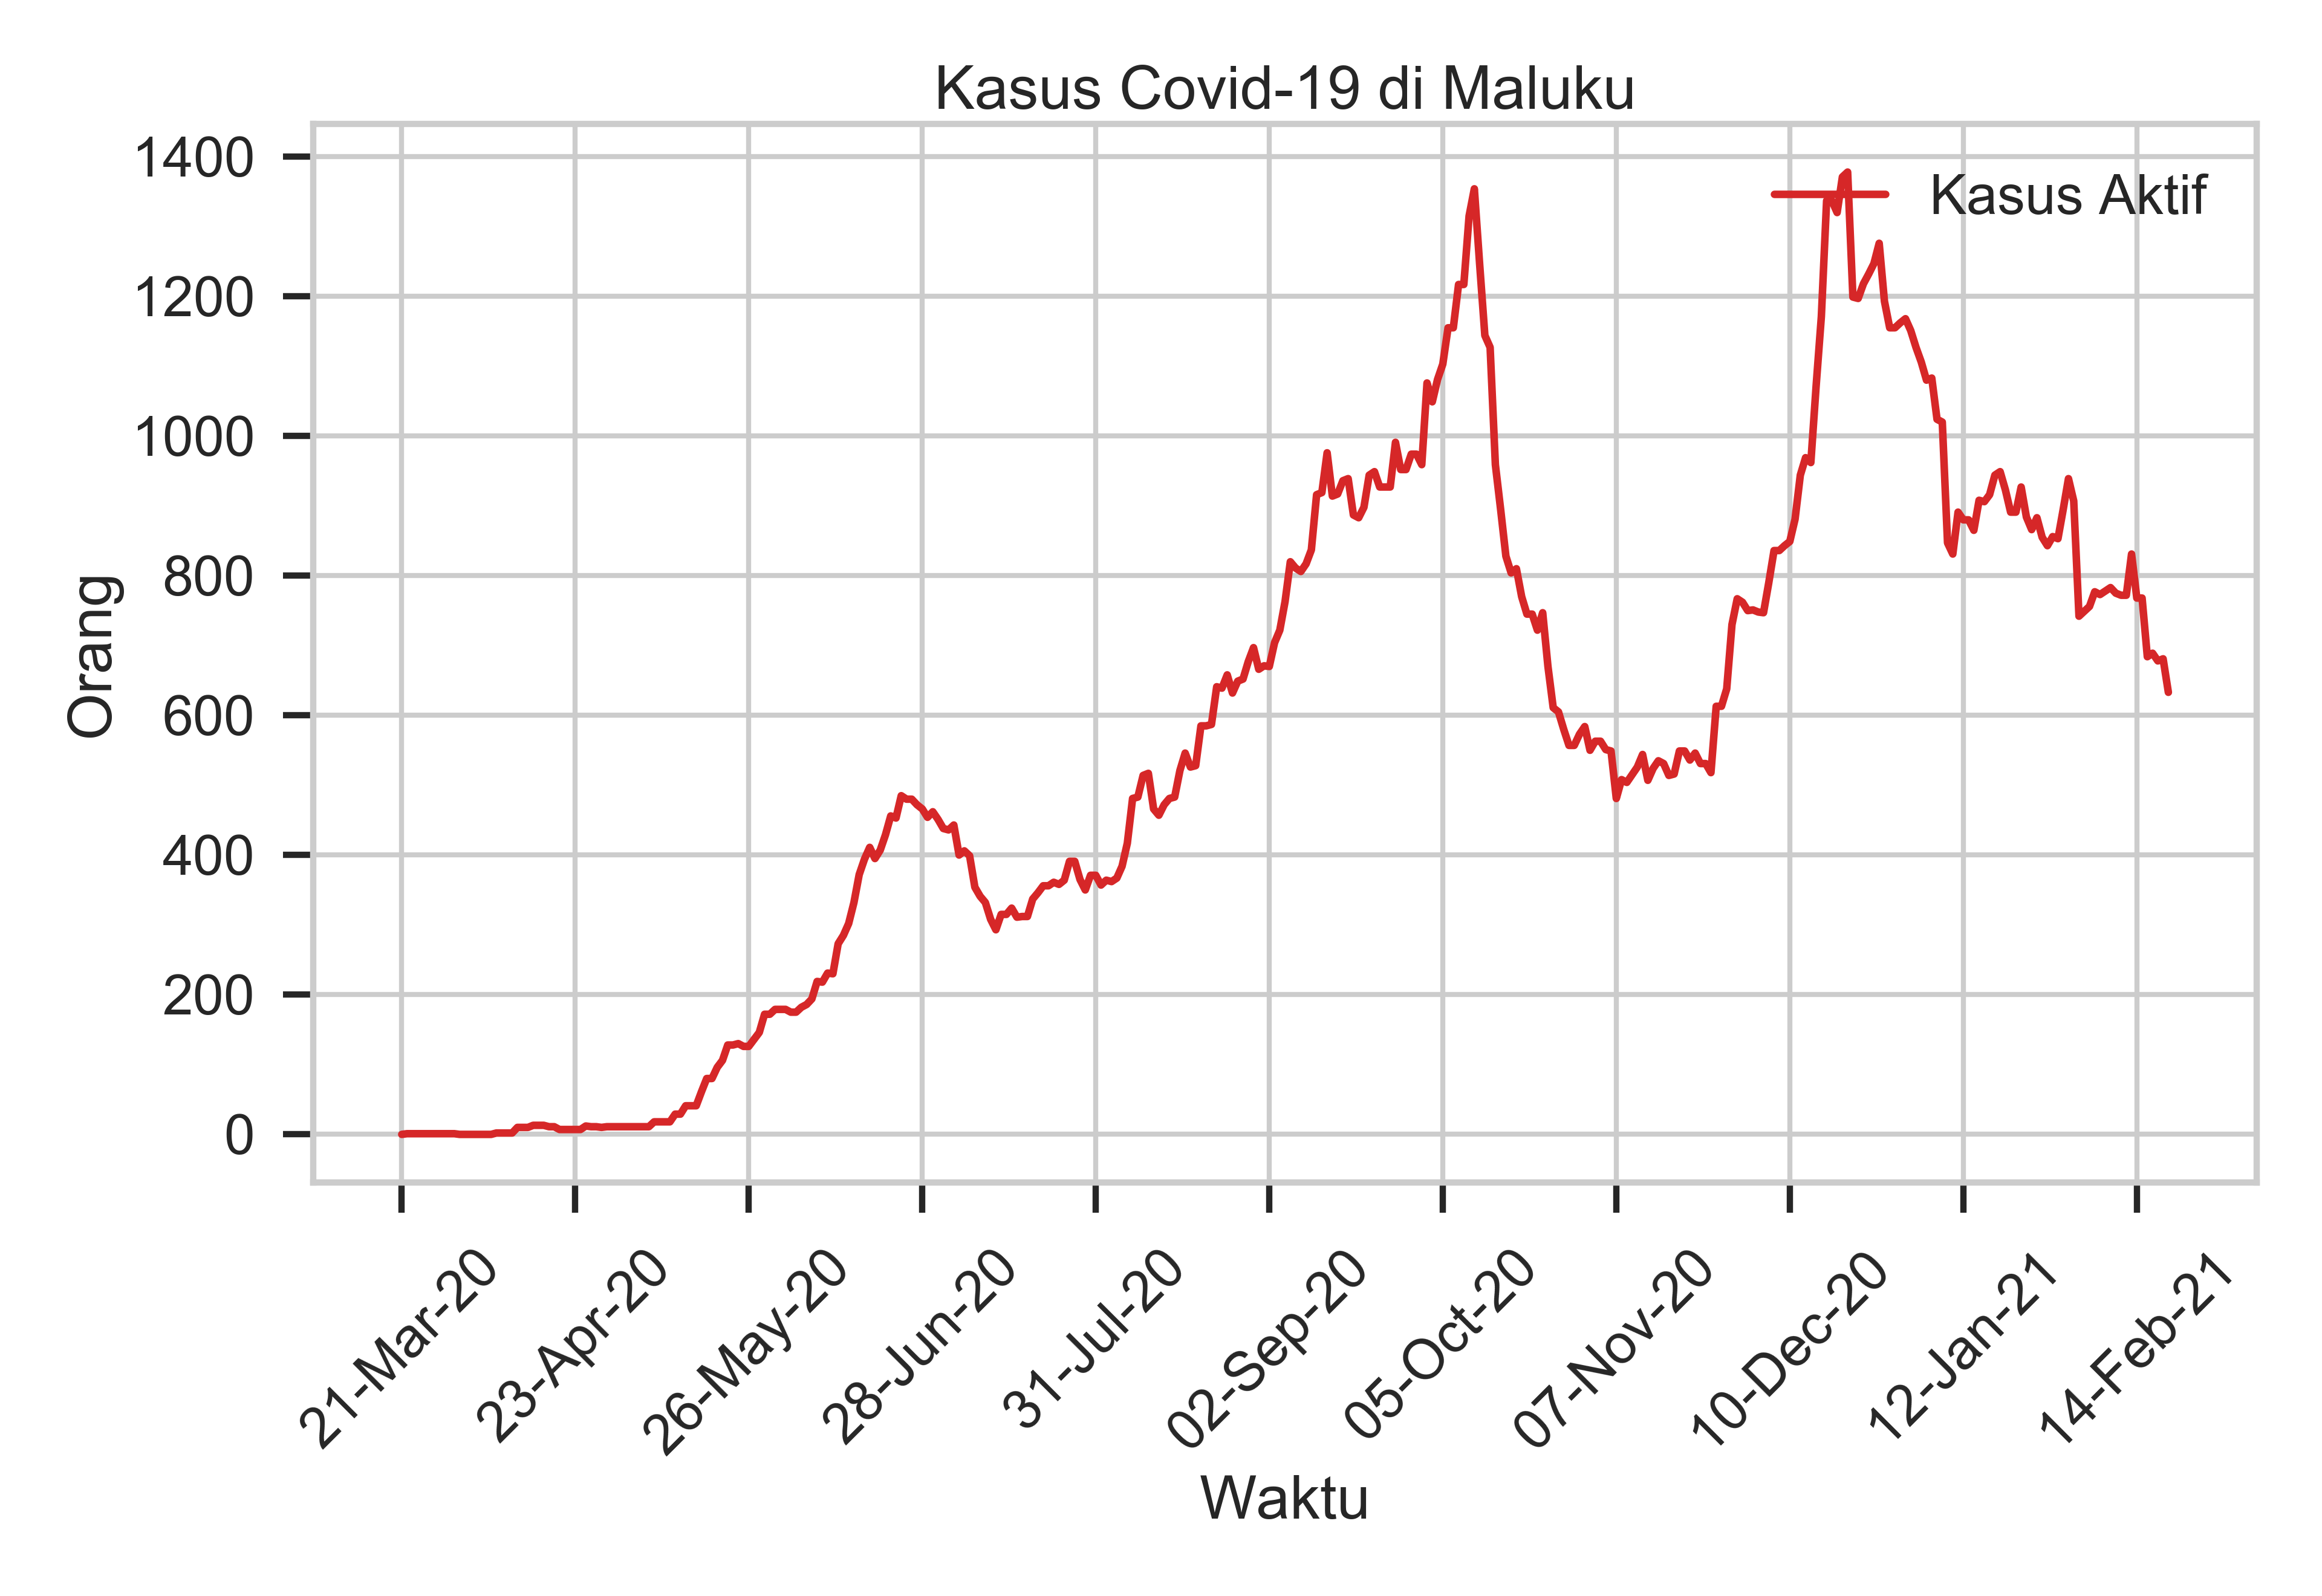 Kasus Covid-19 di Maluku
Kasus Aktif
1400
1200
1000
800
600
400
200
0
Orang
21-Mar-20
23-Apr-20
26-May-20
28-Jun-20
31-Jul-20
02-Sep-20
05-Oct-20
07-Nov-20
10-Dec-20
12-Jan-21
14-Feb-21
Waktu